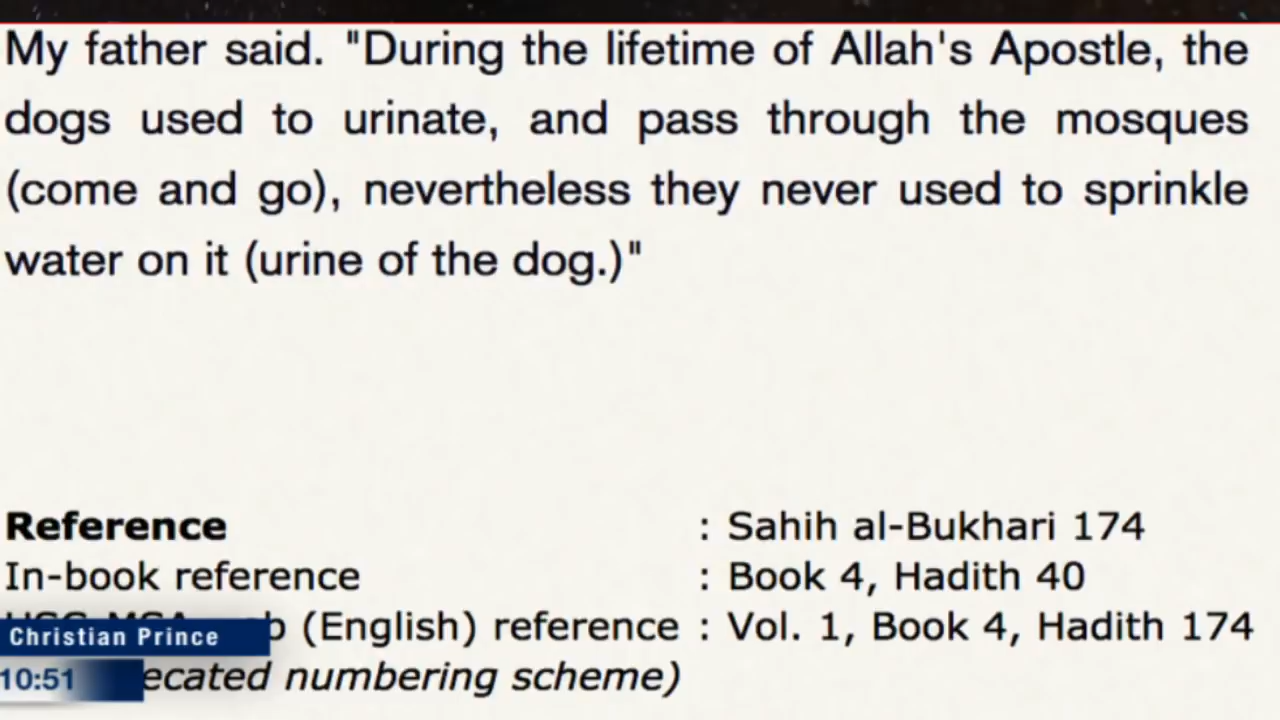 My father said. "During the lifetime of Allah's Apostle, the
dogs used to urinate, and pass through the mosques
(come and go), nevertheless they never used to sprinkle
water on it (urine of the dog.)"
Reference : Sahih al-Bukhari 174
In-book reference : Book 4, Hadith 40
(English) reference : Vol. 1, Book 4, Hadith 174
Christian Prince
numbering scheme)
10:51